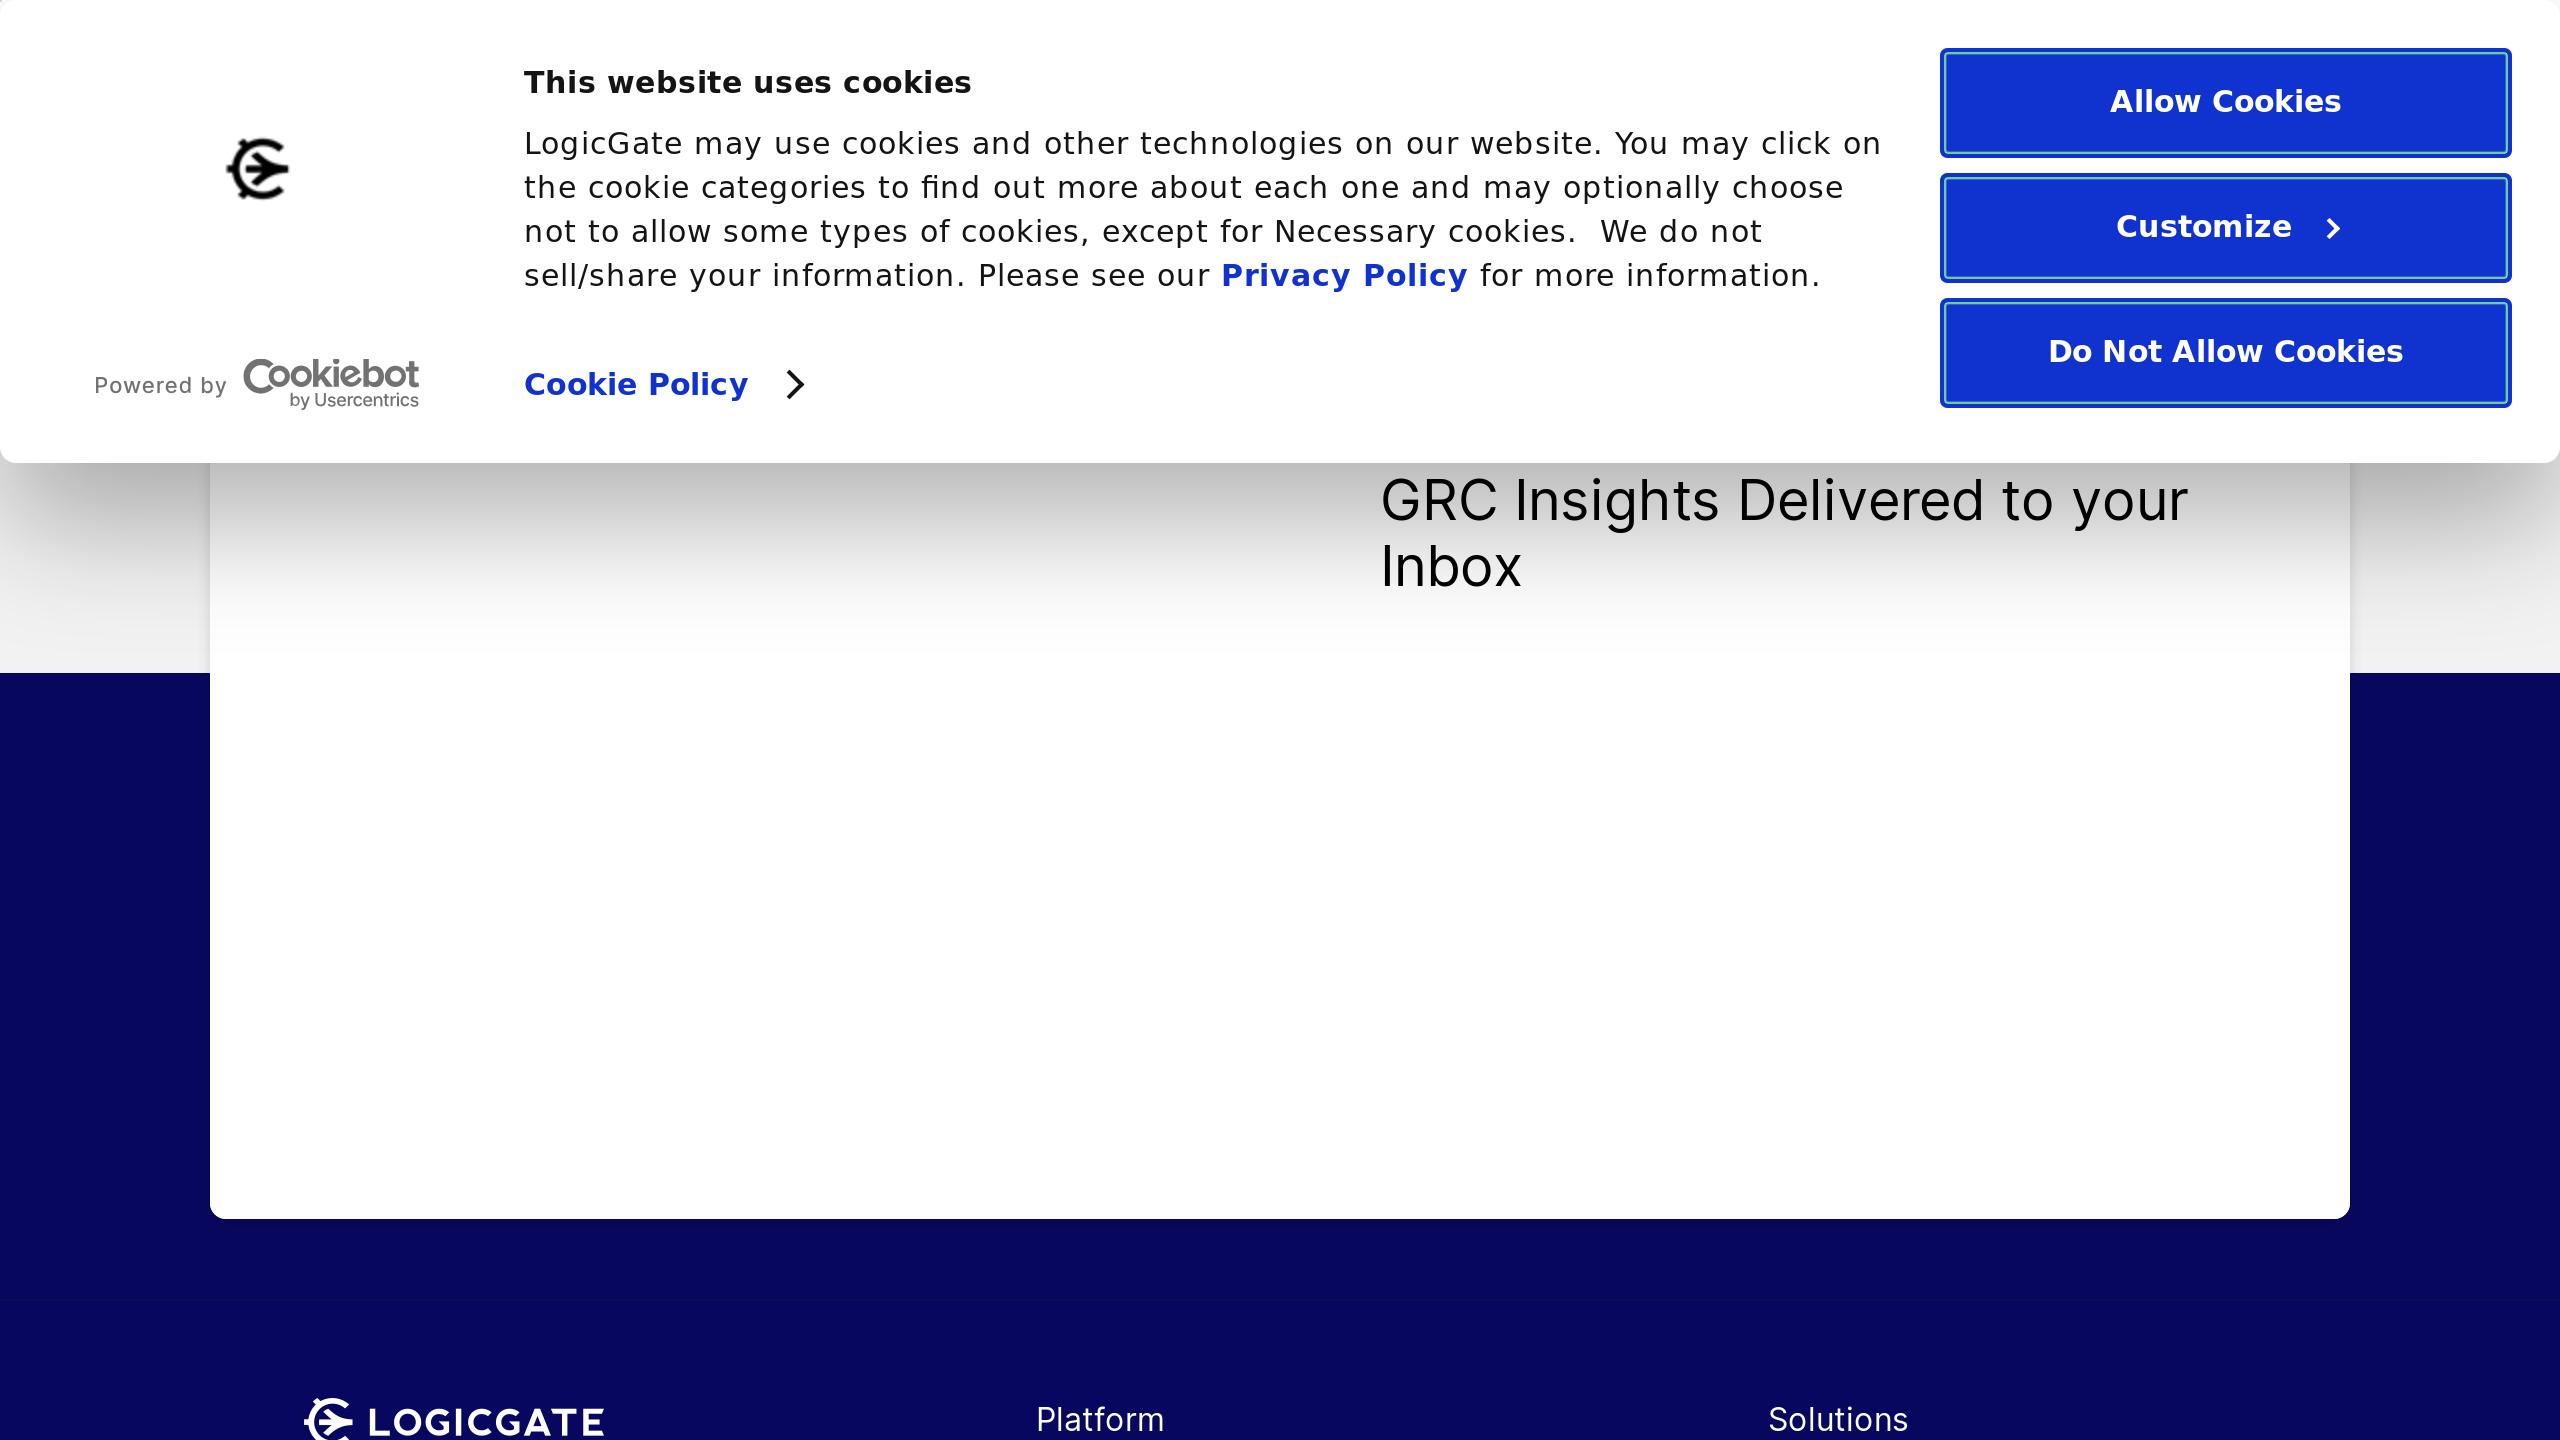 This website uses cookies
LogicGate may use cookies and other technologies on our website. You may click on
the cookie categories to find out more about each one and may optionally choose
not to allow some types of cookies, except for Necessary cookies.  We do not
sell/share your information. Please see our Privacy Policy for more information.
Powered by Cookiebot
by Usercentrics
Cookie Policy
Allow Cookies
Customize
Do Not Allow Cookies
GRC Insights Delivered to your
Inbox
LOGICGATE
Platform
Solutions